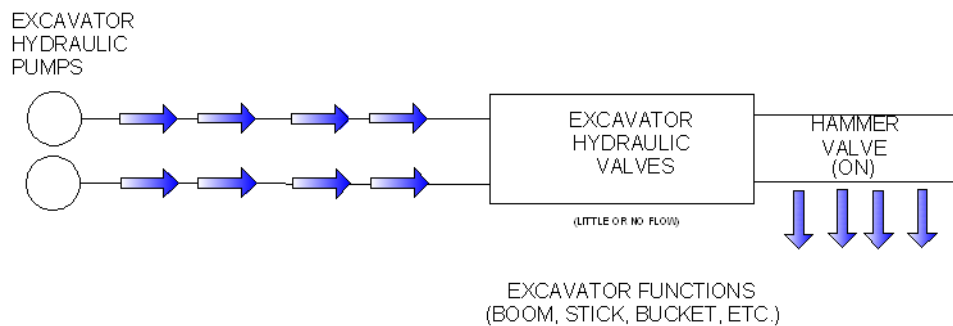 EXCAVATOR
HYDRAULIC
PUMPS
EXCAVATOR
HYDRAULIC
VALVES
HAMMER
VALVE
(ON)
(LITTLE OR NO FLOW)
EXCAVATOR FUNCTIONS
(BOOM, STICK, BUCKET, ETC.)